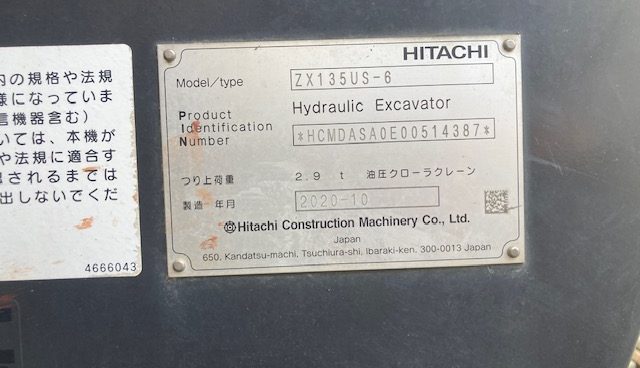 内の規格や法規
様になっていま
信機器含む)
いては、本機が
や法規に適合す
出されるまでは
出しないでくだ
4666043
HITACHI
Model/type ZX135US-6
Product Hydraulic Excavator
Identification
Number *HCMDASA0E00514387*
つり上荷重 2.9 t 油圧クローラクレーン
製造 年月 2020-10
Hitachi Construction Machinery Co., Ltd.
Japan
650, Kandatsu-machi, Tsuchiura-shi, Ibaraki-ken, 300-0013 Japan